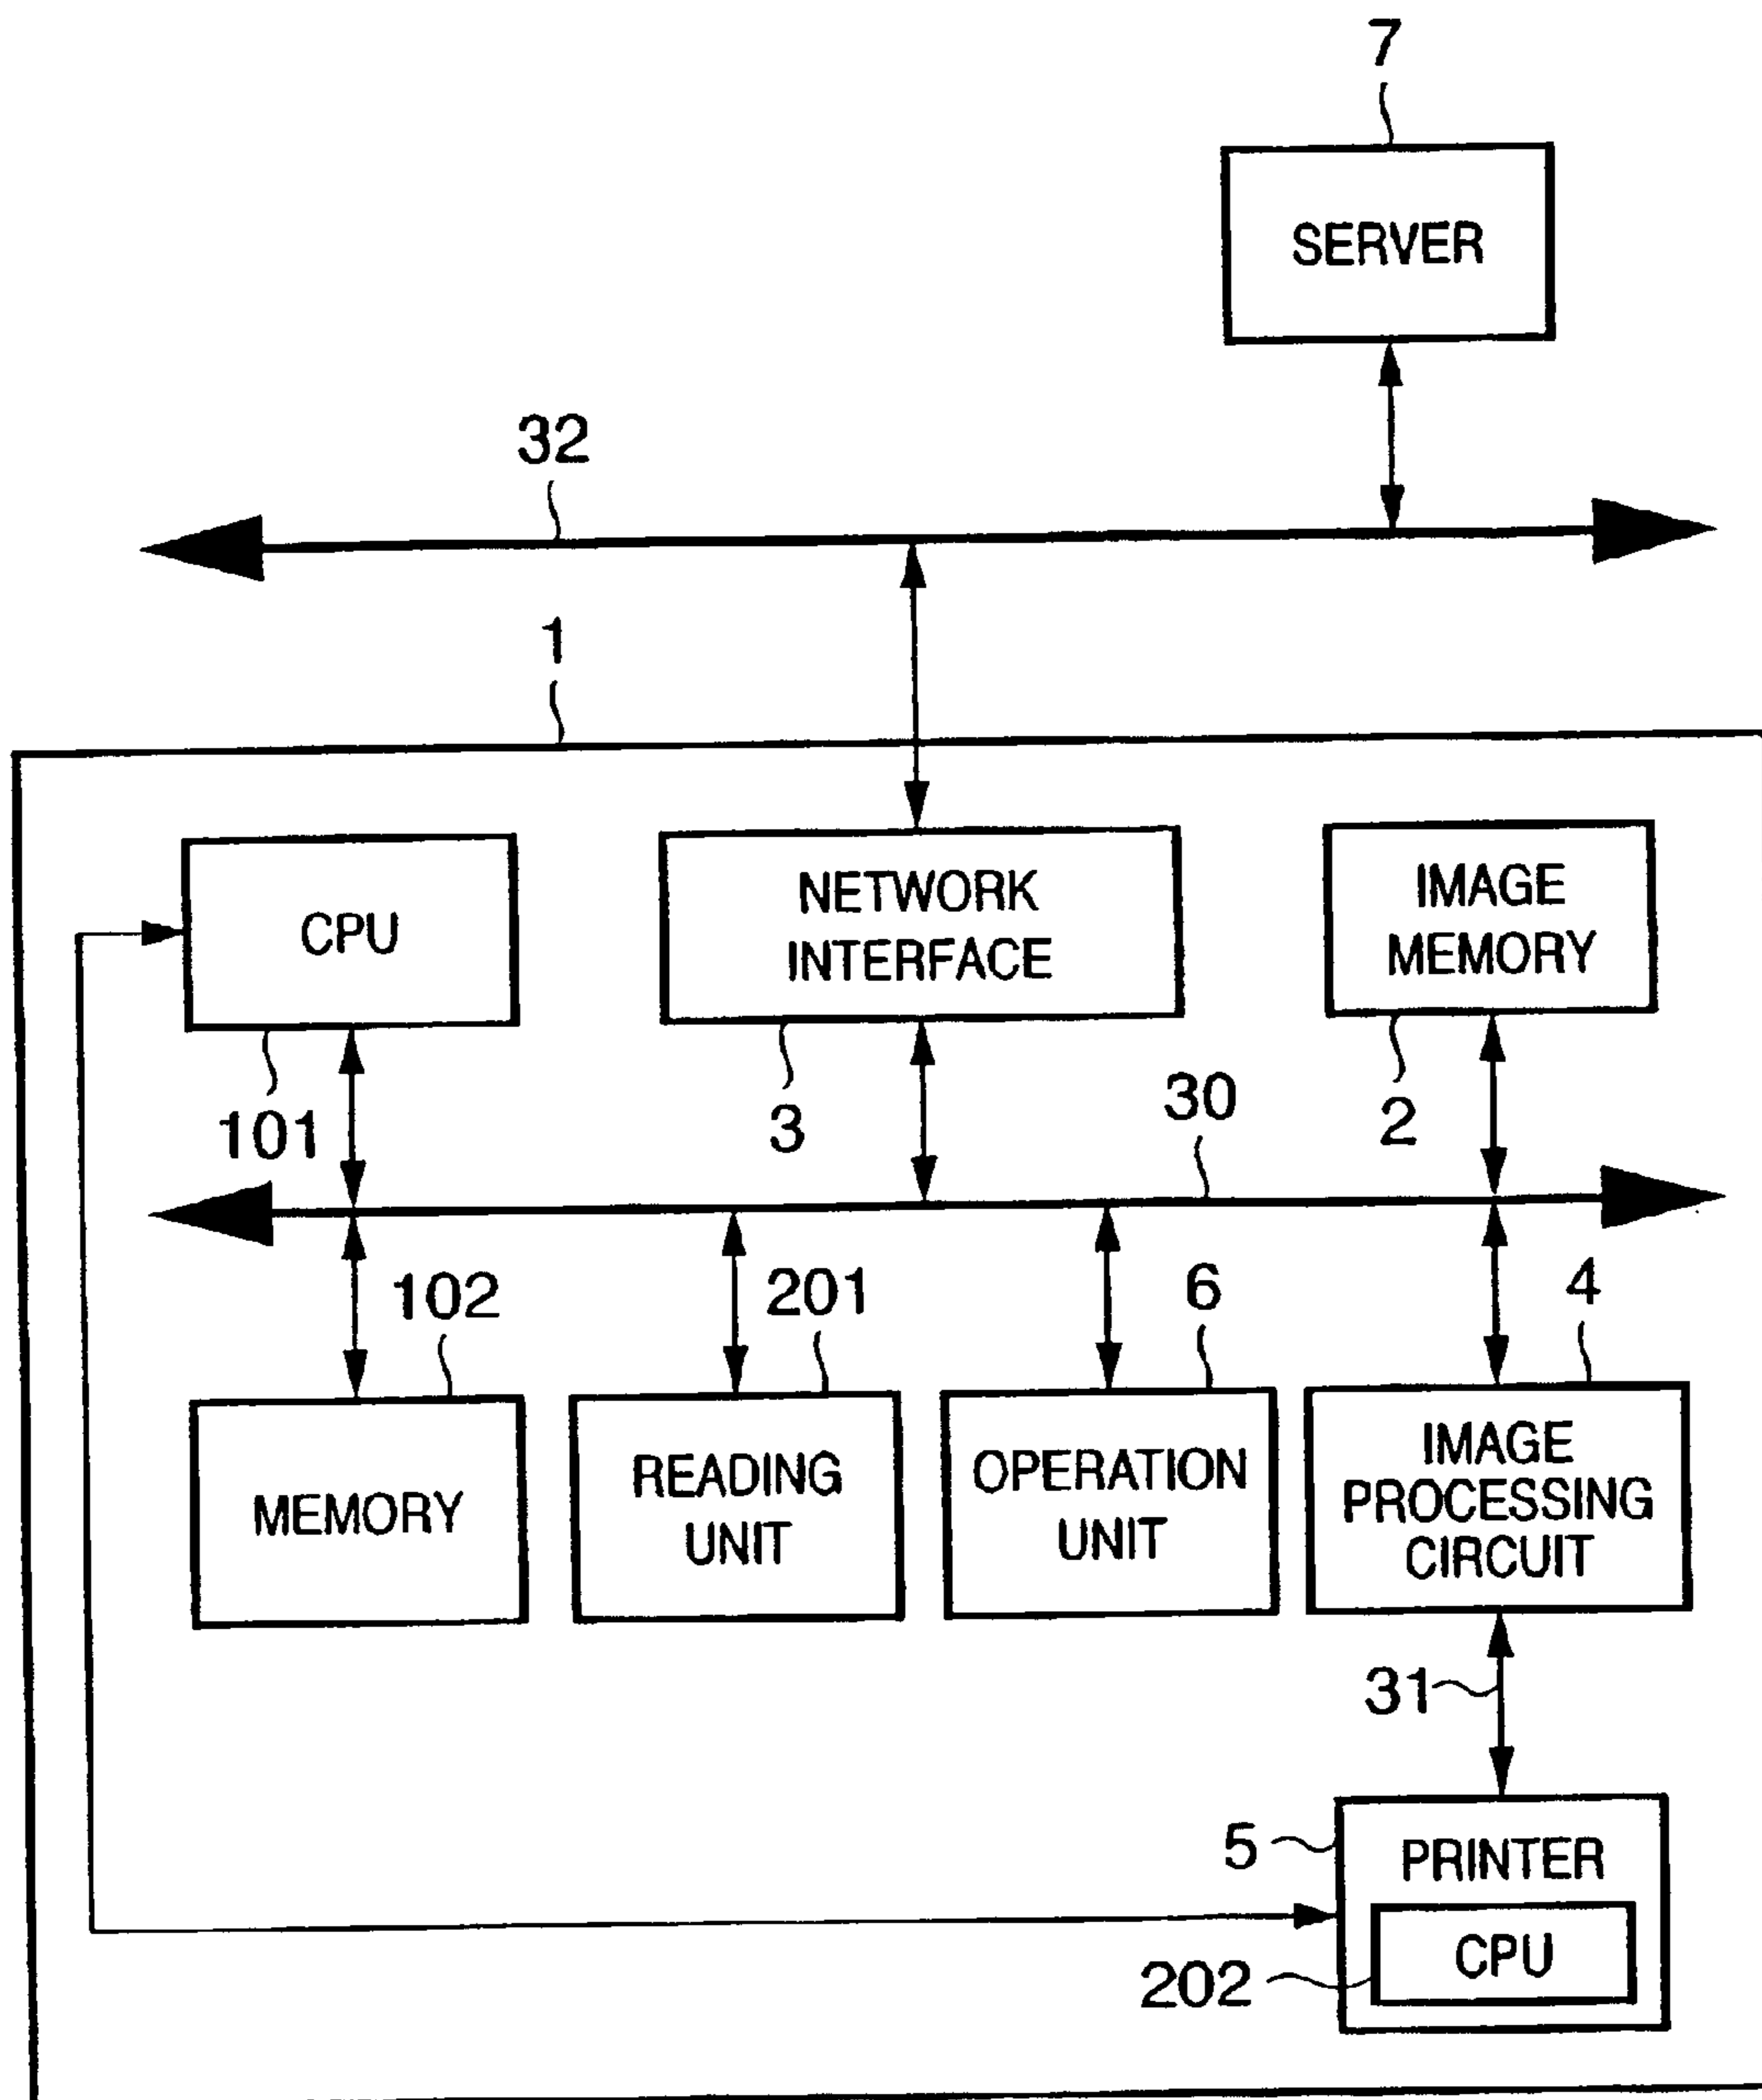 7
SERVER
32
1
CPU
NETWORK
INTERFACE
IMAGE
MEMORY
101
3
30
2
102
201
6
4
MEMORY
READING
UNIT
OPERATION
UNIT
IMAGE
PROCESSING
CIRCUIT
31
5
PRINTER
CPU
202